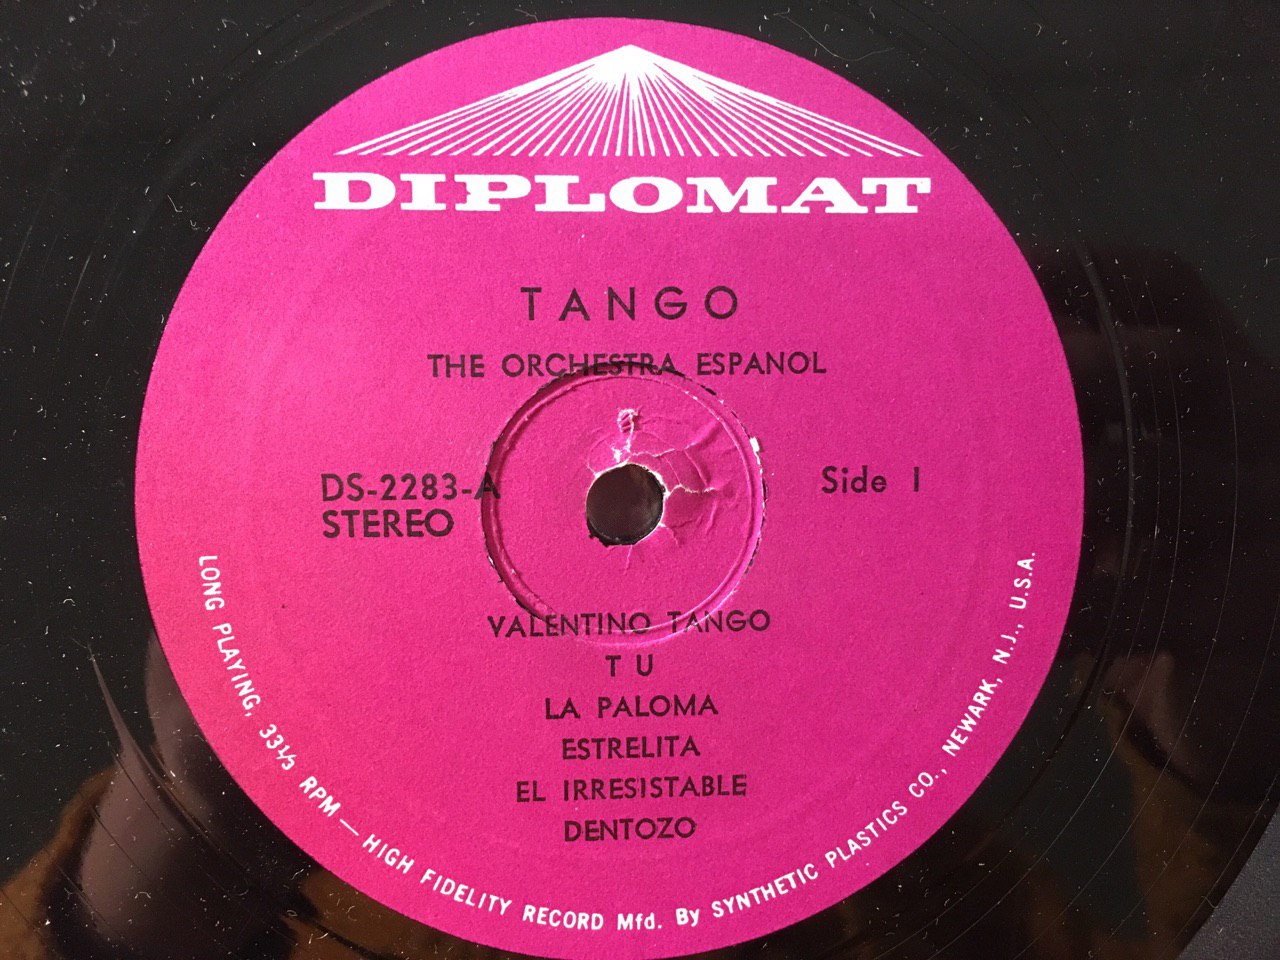 DIPLOMAT
TANGO
THE ORCHESTRA ESPANOL
DS-2283-A
STEREO
Side 1
VALENTINO TANGO
TU
LA PALOMA
ESTRELITA
EL IRRESISTABLE
DENTOZO
LONG PLAYING, 33⅓ RPM — HIGH FIDELITY RECORD Mfd. By SYNTHETIC PLASTICS CO., NEWARK, N.J., U.S.A.